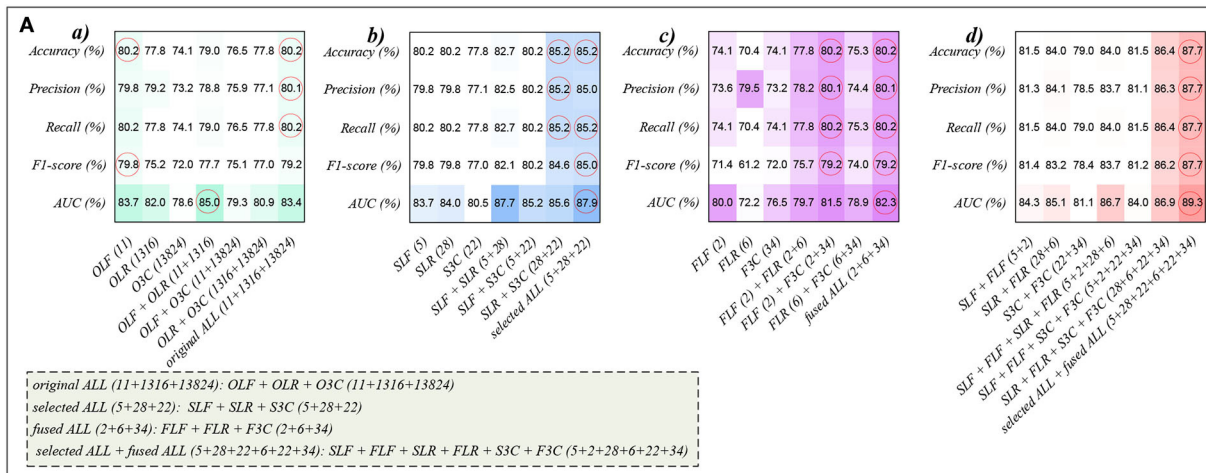 A
a)
Accuracy (%) 80.2 77.8 74.1 79.0 76.5 77.8 80.2
Precision (%) 79.8 79.2 73.2 78.8 75.9 77.1 80.1
Recall (%) 80.2 77.8 74.1 79.0 76.5 77.8 80.2
F1-score (%) 79.8 75.2 72.0 77.7 75.1 77.0 79.2
AUC (%) 83.7 82.0 78.6 85.0 79.3 80.9 83.4
OLF (11)
OLR (1316)
O3C (13824)
OLF + OLR (11+1316)
OLF + O3C (11+13824)
OLR + O3C (1316+13824)
original ALL (11+1316+13824)
b)
80.2 80.2 77.8 82.7 80.2 85.2 85.2
79.8 79.8 77.1 82.5 80.2 85.2 85.0
80.2 80.2 77.8 82.7 80.2 85.2 85.2
79.8 79.8 77.0 82.1 80.2 84.6 85.0
83.7 84.0 80.5 87.7 85.2 85.6 87.9
SLF (5)
SLR (28)
S3C (22)
SLF + SLR (5+28)
SLF + S3C (5+22)
SLR + S3C (28+22)
selected ALL (5+28+22)
c)
Accuracy (%) 74.1 70.4 74.1 77.8 80.2 75.3 80.2
Precision (%) 73.6 79.5 73.2 78.2 80.1 74.4 80.1
Recall (%) 74.1 70.4 74.1 77.8 80.2 75.3 80.2
F1-score (%) 71.4 61.2 72.0 75.7 79.2 74.0 79.2
AUC (%) 80.0 72.2 76.5 79.7 81.5 78.9 82.3
FLF (2)
FLR (6)
F3C (34)
FLF (2) + FLR (2+6)
FLF (2) + F3C (2+34)
FLR (6) + F3C (6+34)
fused ALL (2+6+34)
d)
Accuracy (%) 81.5 84.0 79.0 84.0 81.5 86.4 87.7
Precision (%) 81.3 84.1 78.5 83.7 81.1 86.3 87.7
Recall (%) 81.5 84.0 79.0 84.0 81.5 86.4 87.7
F1-score (%) 81.4 83.2 78.4 83.7 81.2 86.2 87.7
AUC (%) 84.3 85.1 81.1 86.7 84.0 86.9 89.3
SLF + FLF (5+2)
SLR + FLR (28+6)
S3C + F3C (22+34)
SLF + FLF + SLR + FLR (5+2+28+6)
SLF + FLF + S3C + F3C (5+2+22+34)
SLR + FLR + S3C + F3C (28+6+22+34)
selected ALL + fused ALL (5+28+22+6+22+34)
original ALL (11+1316+13824): OLF + OLR + O3C (11+1316+13824)
selected ALL (5+28+22): SLF + SLR + S3C (5+28+22)
fused ALL (2+6+34): FLF + FLR + F3C (2+6+34)
selected ALL + fused ALL (5+28+22+6+22+34): SLF + FLF + SLR + FLR + S3C + F3C (5+2+28+6+22+34)